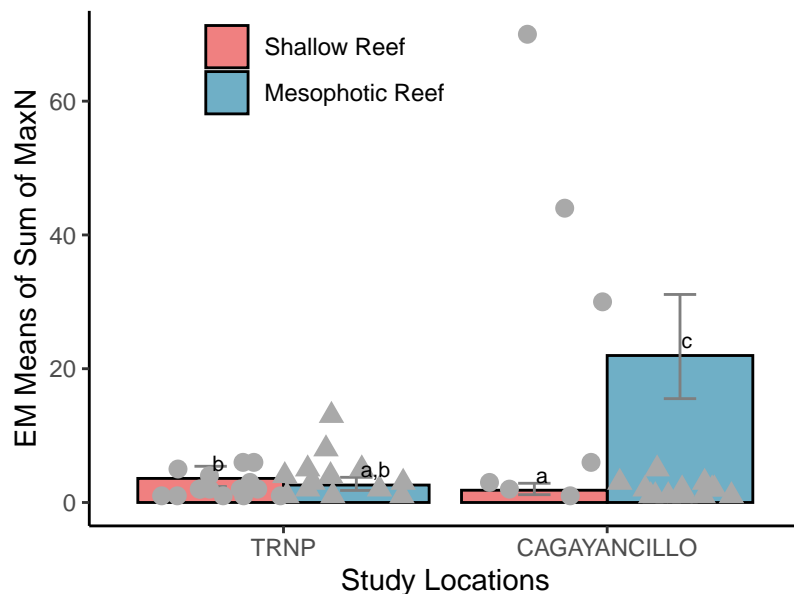 Shallow Reef
Mesophotic Reef
EM Means of Sum of MaxN
60
40
20
0
b
a,b
a
c
TRNP
CAGAYANCILLO
Study Locations